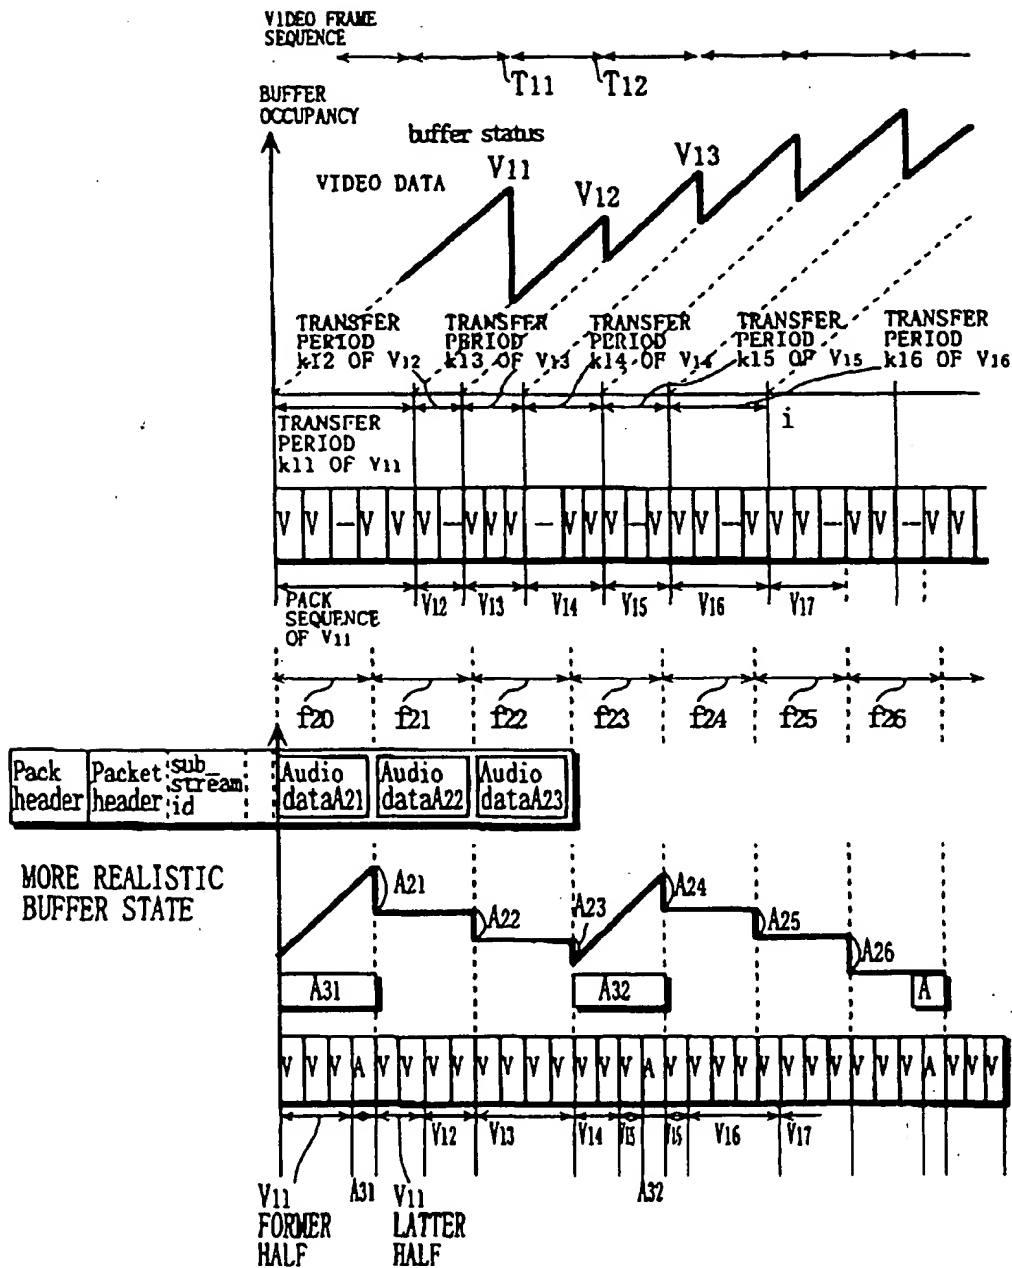 VIDEO FRAME
SEQUENCE
T11
T12
BUFFER
OCCUPANCY
buffer status
VIDEO DATA
V11
V12
V13
TRANSFER
PERIOD
k12 OF V12
TRANSFER
PERIOD
k13 OF V13
TRANSFER
PERIOD
k14 OF V14
TRANSFER
PERIOD
k15 OF V15
TRANSFER
PERIOD
k16 OF V16
TRANSFER
PERIOD
k11 OF V11
i
V V – V V V – V V V – V V V – V V V – V V V – V V – V V
PACK
SEQUENCE
OF V11
V12 V13 V14 V15 V16 V17
f20 f21 f22 f23 f24 f25 f26
Pack
header
Packet
header
sub_
stream
id
Audio
dataA21
Audio
dataA22
Audio
dataA23
MORE REALISTIC
BUFFER STATE
A21
A22
A23
A24
A25
A26
A31
A32
A
V V V A V V V V V V V V V V V A V V V V V V V V V V A V V V
V12 V13 V14 V15 V15 V16 V17
A31
A32
V11
FORMER
HALF
V11
LATTER
HALF